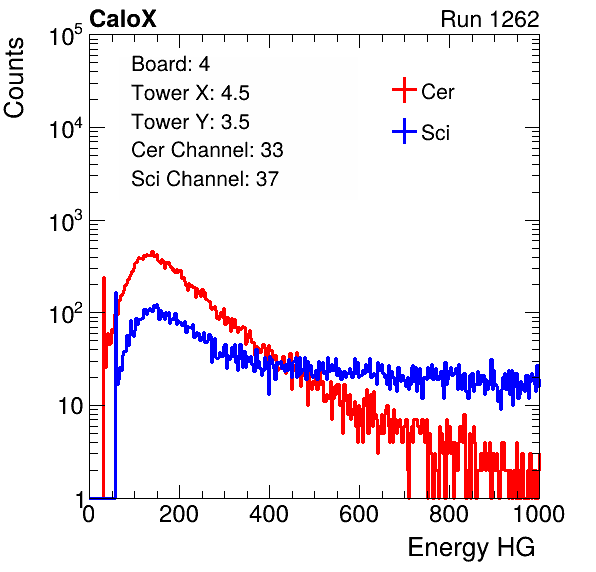 CaloX Run 1262
Counts
10^5
10^4
10^3
10^2
10
1
Board: 4
Tower X: 4.5
Tower Y: 3.5
Cer Channel: 33
Sci Channel: 37
Cer
Sci
0 200 400 600 800 1000
Energy HG